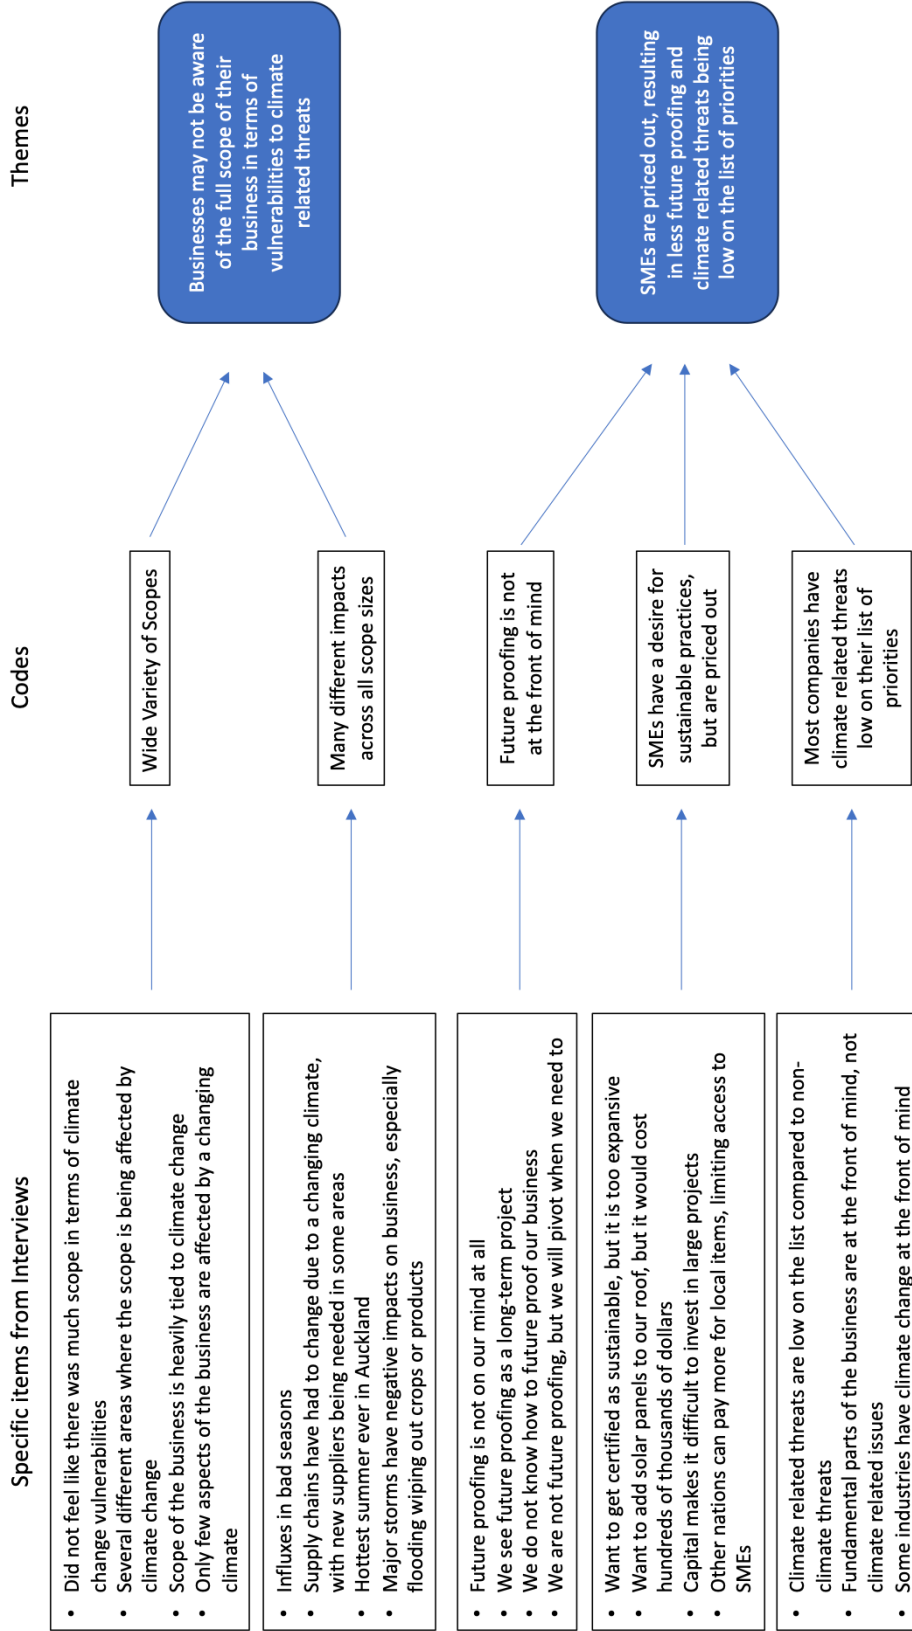 Specific items from Interviews
Codes
Themes
• Did not feel like there was much scope in terms of climate
change vulnerabilities
• Several different areas where the scope is being affected by
climate change
• Scope of the business is heavily tied to climate change
• Only few aspects of the business are affected by a changing
climate
Wide Variety of Scopes
Businesses may not be aware
of the full scope of their
business in terms of
vulnerabilities to climate
related threats
• Influxes in bad seasons
• Supply chains have had to change due to a changing climate,
with new suppliers being needed in some areas
• Hottest summer ever in Auckland
• Major storms have negative impacts on business, especially
flooding wiping out crops or products
Many different impacts
across all scope sizes
• Future proofing is not on our mind at all
• We see future proofing as a long-term project
• We do not know how to future proof our business
• We are not future proofing, but we will pivot when we need to
Future proofing is not
at the front of mind
• Want to get certified as sustainable, but it is too expansive
• Want to add solar panels to our roof, but it would cost
hundreds of thousands of dollars
• Capital makes it difficult to invest in large projects
• Other nations can pay more for local items, limiting access to
SMEs
SMEs have a desire for
sustainable practices,
but are priced out
SMEs are priced out, resulting
in less future proofing and
climate related threats being
low on the list of priorities
• Climate related threats are low on the list compared to non-
climate threats
• Fundamental parts of the business are at the front of mind, not
climate related issues
• Some industries have climate change at the front of mind
Most companies have
climate related threats
low on their list of
priorities